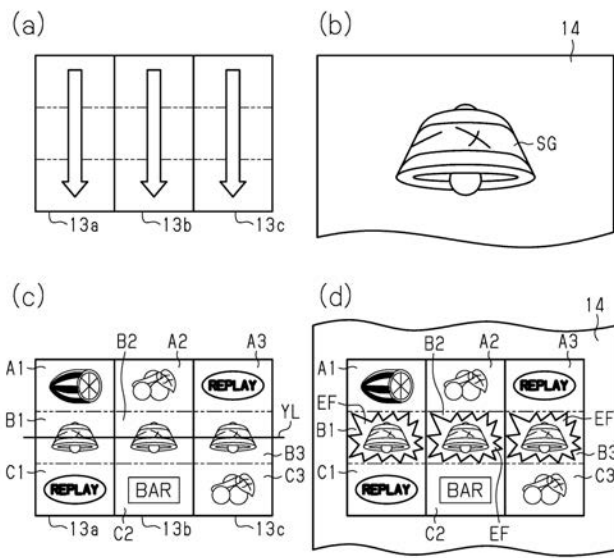 (a)
(b)
14
SG
13a 13b 13c
(c)
(d)
14
B2 A2 A3
A1
REPLAY
YL
B1
B3
C1
C3
REPLAY BAR
13a C2 13b 13c
B2 A2 A3
A1
REPLAY
EF EF
B1
B3
C1
C3
REPLAY BAR
C2 EF